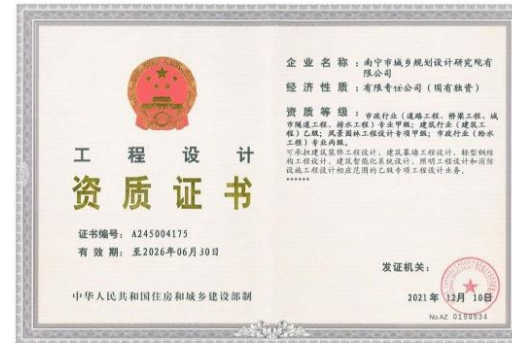 工程设计
资质证书
证书编号：A245004175
有效期：至2026年06月30日
中华人民共和国住房和城乡建设部制
企业名称：南宁市城乡规划设计研究院有
限公司
经济性质：有限责任公司（国有独资）
资质等级：市政行业（道路工程、桥梁工程、城
市隧道工程、排水工程）专业甲级；建筑行业（建筑工
程）乙级；风景园林工程设计专项甲级；市政行业（给水
工程）专业丙级。
可承担建筑装饰工程设计、建筑幕墙工程设计、轻型钢结
构工程设计、建筑智能化系统设计、照明工程设计和消防
设施工程设计相应范围的乙级专项工程设计业务。
******
发证机关：
2021年12月10日
No.AZ 0190034